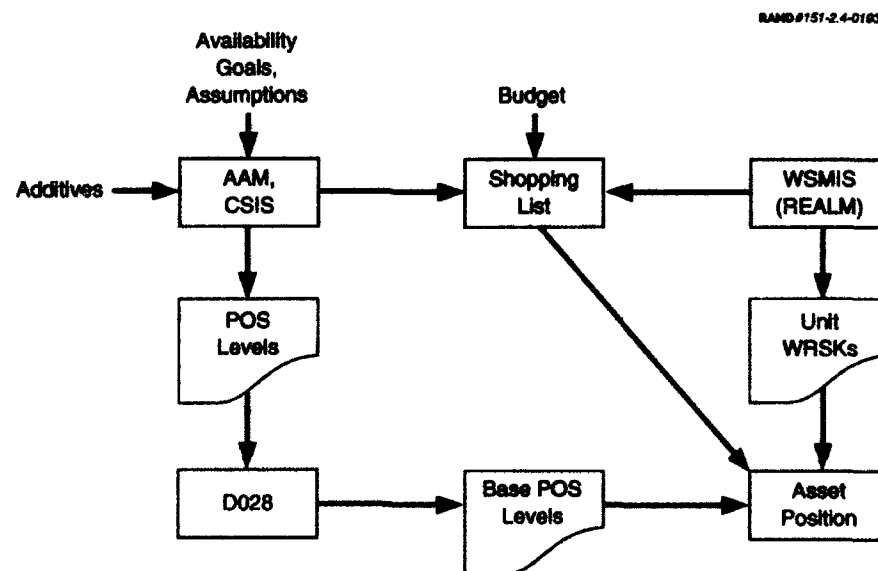 RAND#151-2.4-0193
Availability
Goals,
Assumptions
Budget
Additives
AAM,
CSIS
Shopping
List
WSMIS
(REALM)
POS
Levels
Unit
WRSKs
D028
Base POS
Levels
Asset
Position